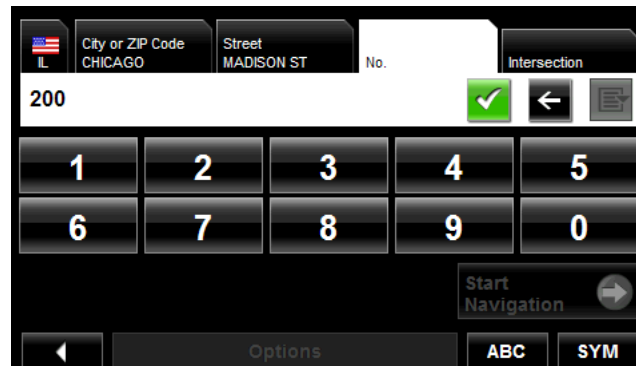 IL
City or ZIP Code
CHICAGO
Street
MADISON ST
No.
Intersection
200
1 2 3 4 5
6 7 8 9 0
Start
Navigation
Options ABC SYM